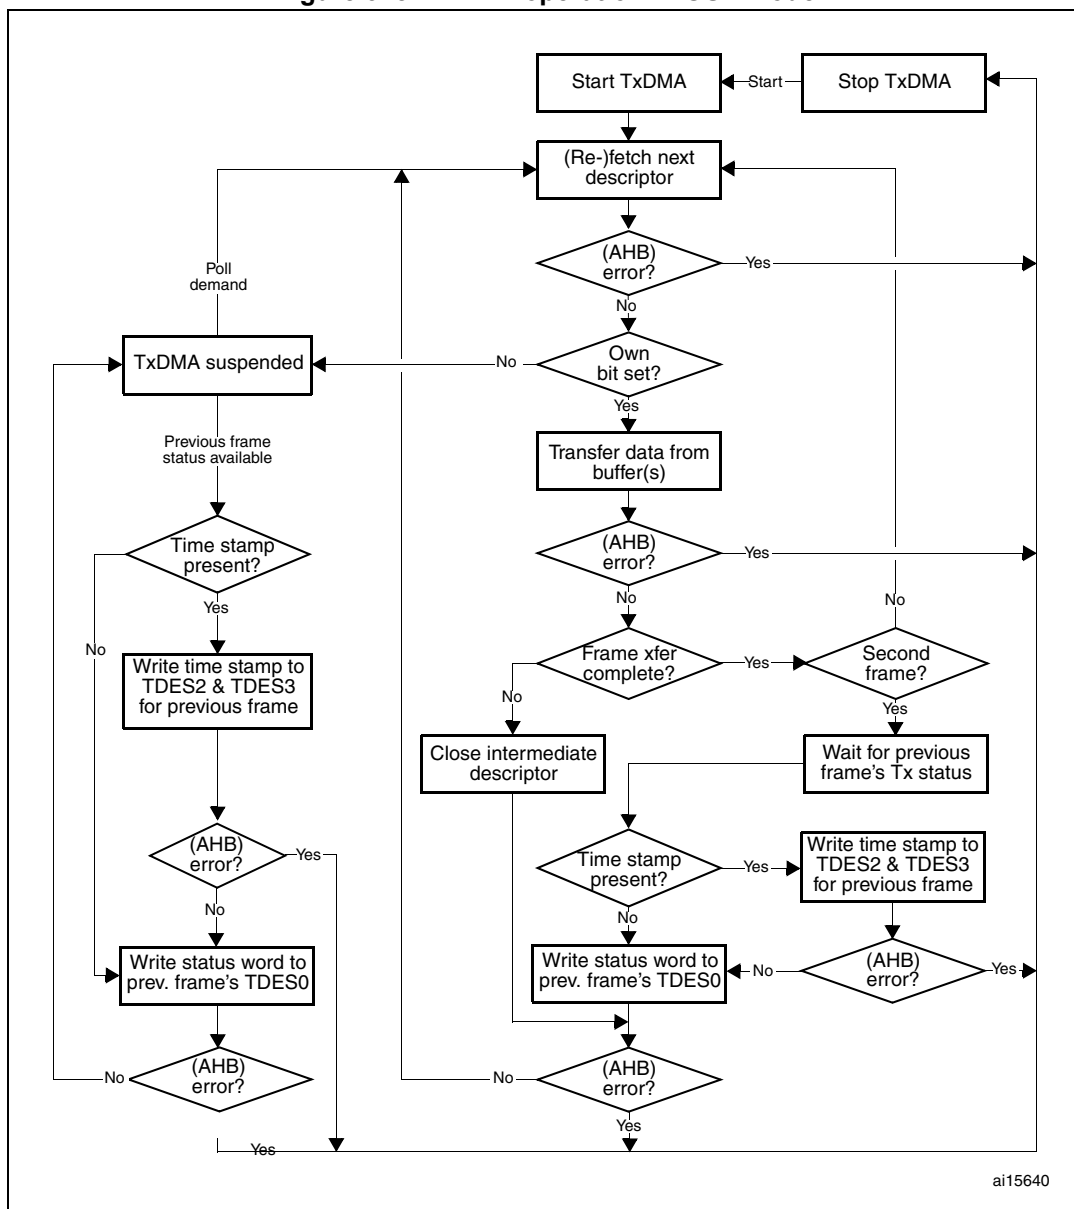 Start TxDMA
Start
Stop TxDMA
(Re-)fetch next
descriptor
(AHB)
error?
Yes
Poll
demand
No
TxDMA suspended
No
Own
bit set?
Yes
Previous frame
status available
Transfer data from
buffer(s)
Time stamp
present?
(AHB)
error?
Yes
Yes
No
No
No
Write time stamp to
TDES2 & TDES3
for previous frame
Frame xfer
complete?
Yes
Second
frame?
No
Yes
Close intermediate
descriptor
Wait for previous
frame's Tx status
(AHB)
error?
Yes
Time stamp
present?
Yes
Write time stamp to
TDES2 & TDES3
for previous frame
No
No
Write status word to
prev. frame's TDES0
Write status word to
prev. frame's TDES0
No
(AHB)
error?
Yes
No
(AHB)
error?
No
(AHB)
error?
Yes
Yes
ai15640